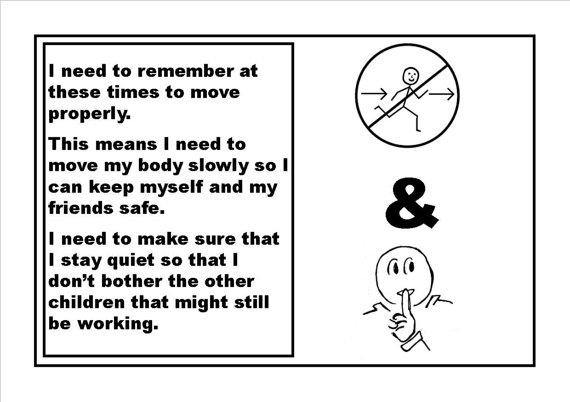 I need to remember at
these times to move
properly.
This means I need to
move my body slowly so I
can keep myself and my
friends safe.
I need to make sure that
I stay quiet so that I
don’t bother the other
children that might still
be working.
&